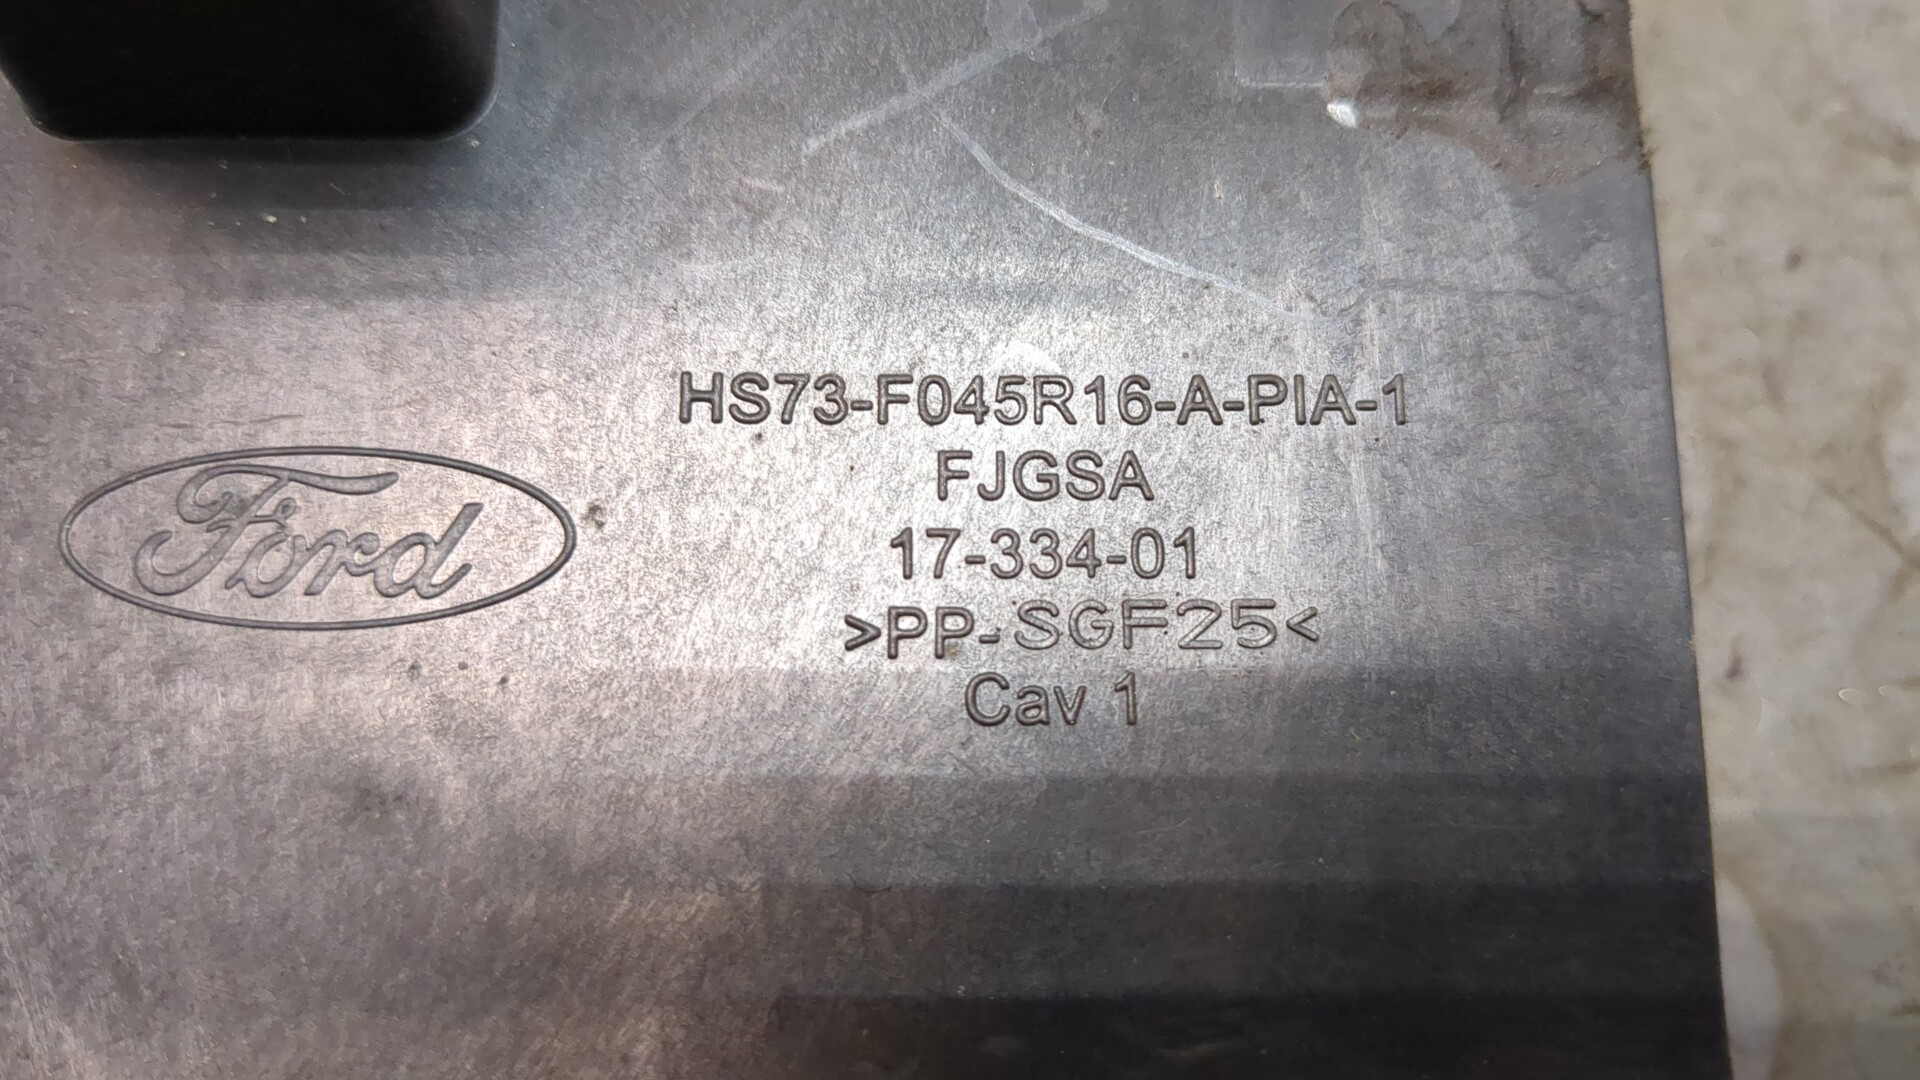 HS73-F045R16-A-PIA-1
FJGSA
Ford
17-334-01
>PP-SGF25<
Cav 1